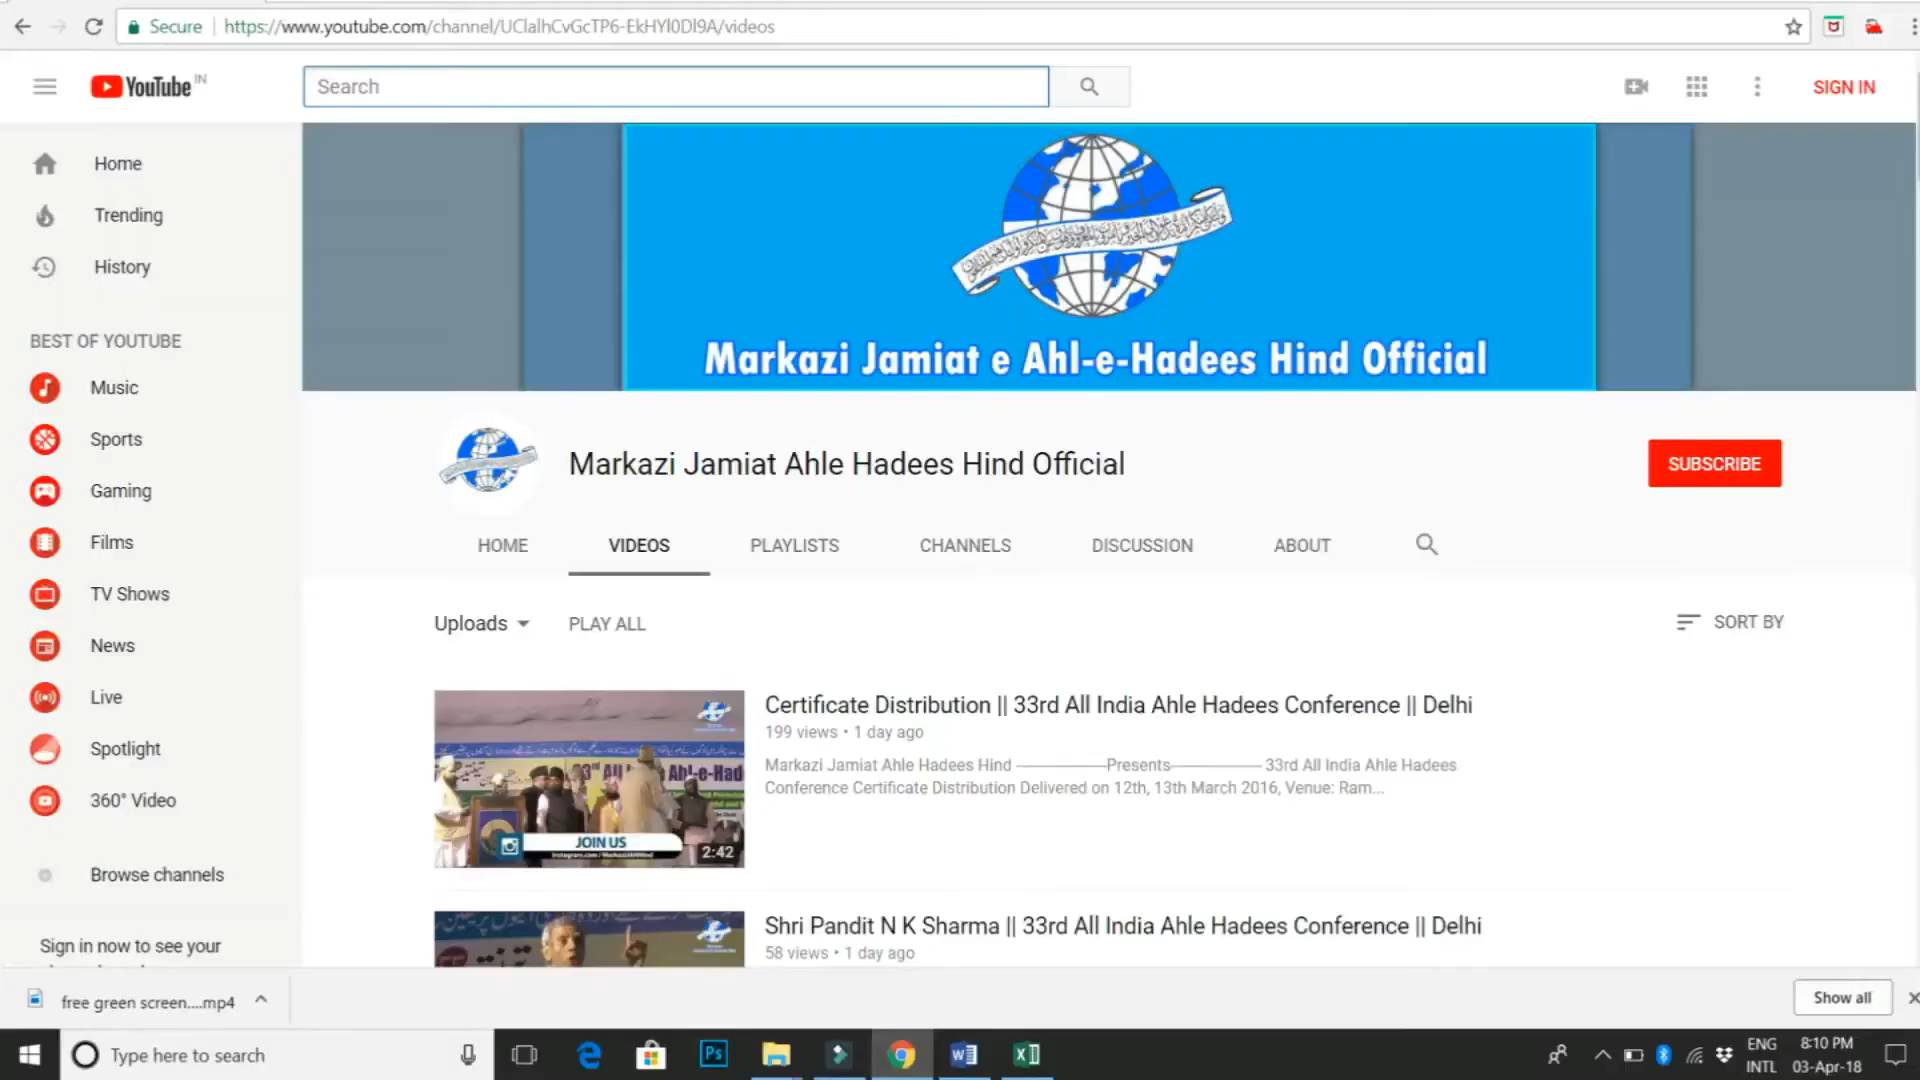 Secure
https://www.youtube.com/channel/UClalhCvGcTP6-EkHYl0Dl9A/videos
YouTube IN
Search
SIGN IN
Home
Trending
History
BEST OF YOUTUBE
Music
Sports
Gaming
Films
TV Shows
News
Live
Spotlight
360° Video
Browse channels
Sign in now to see your
Markazi Jamiat e Ahl-e-Hadees Hind Official
Markazi Jamiat Ahle Hadees Hind Official
SUBSCRIBE
HOME VIDEOS PLAYLISTS CHANNELS DISCUSSION ABOUT
Uploads PLAY ALL
SORT BY
JOIN US
2:42
Certificate Distribution || 33rd All India Ahle Hadees Conference || Delhi
199 views • 1 day ago
Markazi Jamiat Ahle Hadees Hind ——————Presents—————— 33rd All India Ahle Hadees
Conference Certificate Distribution Delivered on 12th, 13th March 2016, Venue: Ram...
Shri Pandit N K Sharma || 33rd All India Ahle Hadees Conference || Delhi
58 views • 1 day ago
free green screen....mp4
Show all
Type here to search
Ps
ENG
INTL
8:10 PM
03-Apr-18